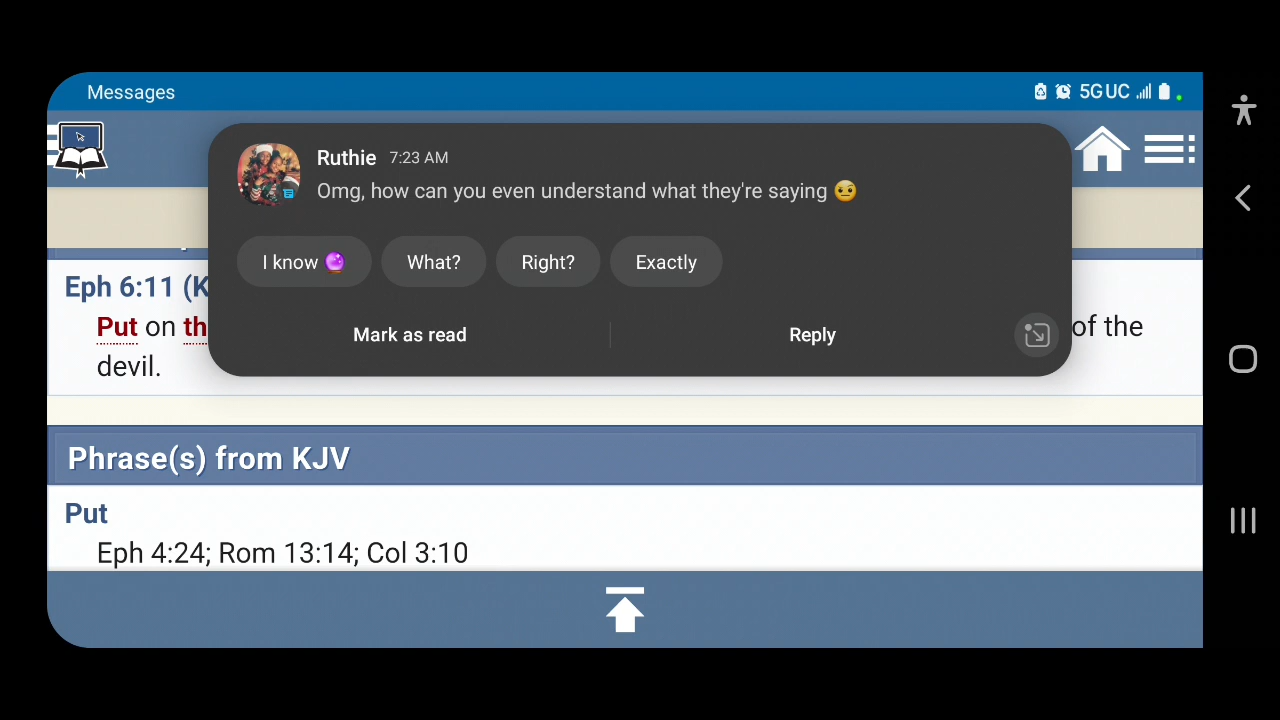 Messages
5G UC
Ruthie 7:23 AM
Omg, how can you even understand what they're saying 🤨
I know 🔮
What?
Right?
Exactly
Mark as read
Reply
Eph 6:11 (K
Put on th
of the
devil.
Phrase(s) from KJV
Put
Eph 4:24; Rom 13:14; Col 3:10